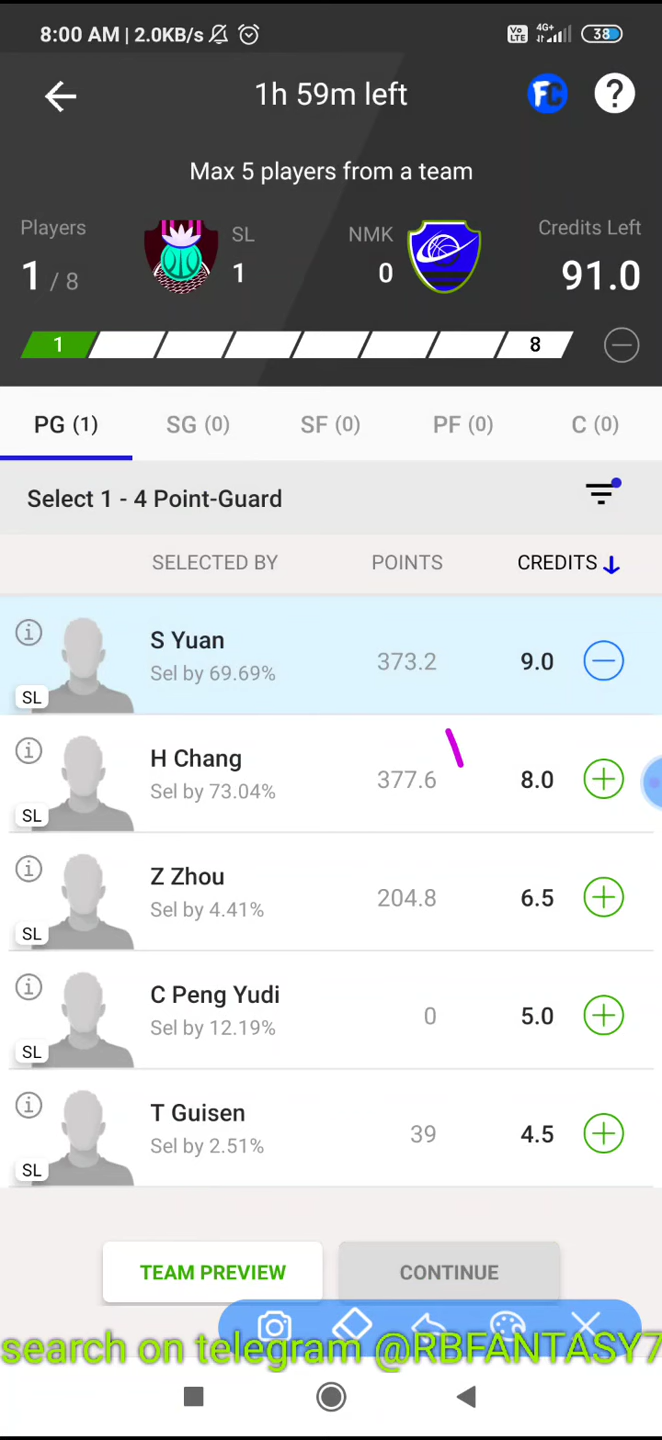 8:00 AM | 2.0KB/s
Vo LTE 4G+ 38
1h 59m left
FC ?
Max 5 players from a team
Players SL NMK Credits Left
1 / 8 1 0 91.0
1 8
PG (1) SG (0) SF (0) PF (0) C (0)
Select 1 - 4 Point-Guard
SELECTED BY POINTS CREDITS
S Yuan
Sel by 69.69% 373.2 9.0
SL
H Chang
Sel by 73.04% 377.6 8.0
SL
Z Zhou
Sel by 4.41% 204.8 6.5
SL
C Peng Yudi
Sel by 12.19% 0 5.0
SL
T Guisen
Sel by 2.51% 39 4.5
SL
TEAM PREVIEW CONTINUE
search on telegram @RBFANTASY7